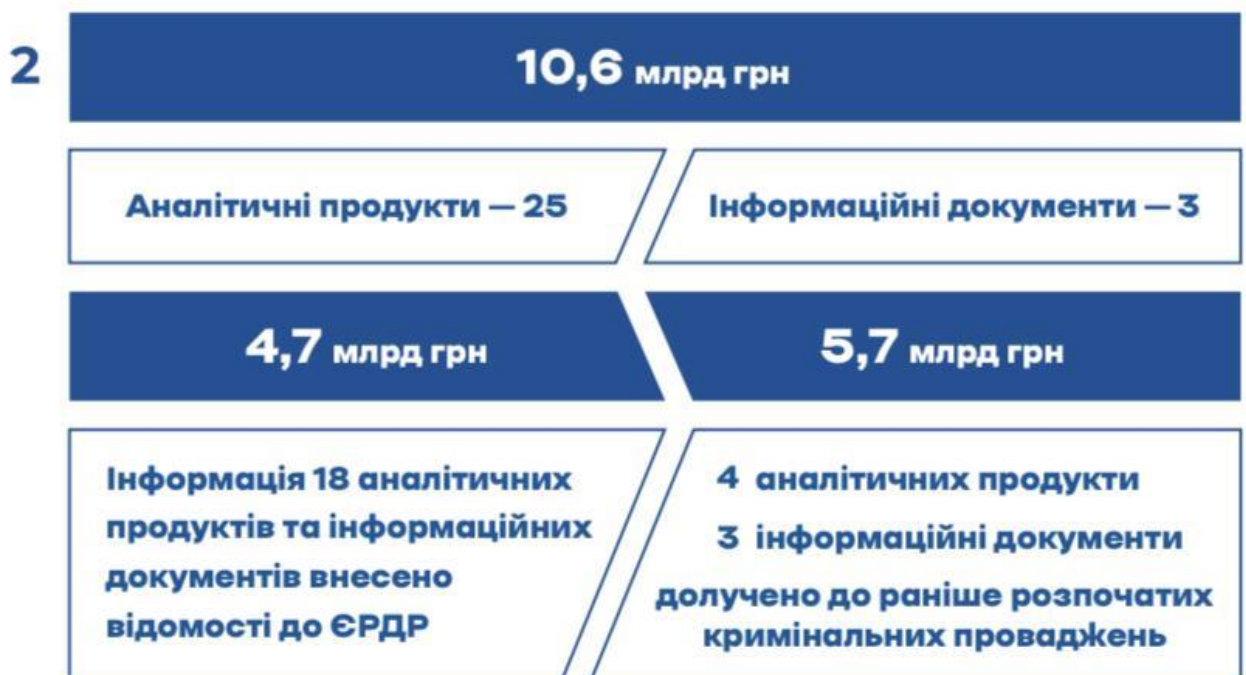 2
10,6 млрд грн
Аналітичні продукти — 25
Інформаційні документи — 3
4,7 млрд грн
5,7 млрд грн
Інформація 18 аналітичних
продуктів та інформаційних
документів внесено
відомості до ЄРДР
4 аналітичних продукти
3 інформаційні документи
долучено до раніше розпочатих
кримінальних проваджень